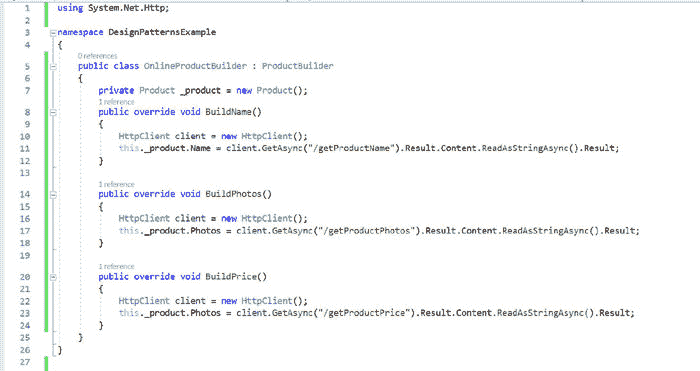 1 using System.Net.Http;
2
3 namespace DesignPatternsExample
4 {
0 references
5 public class OnlineProductBuilder : ProductBuilder
6 {
7 private Product _product = new Product();
1 reference
8 public override void BuildName()
9 {
10 HttpClient client = new HttpClient();
11 this._product.Name = client.GetAsync("/getProductName").Result.Content.ReadAsStringAsync().Result;
12 }
13
1 reference
14 public override void BuildPhotos()
15 {
16 HttpClient client = new HttpClient();
17 this._product.Photos = client.GetAsync("/getProductPhotos").Result.Content.ReadAsStringAsync().Result;
18 }
19
1 reference
20 public override void BuildPrice()
21 {
22 HttpClient client = new HttpClient();
23 this._product.Photos = client.GetAsync("/getProductPrice").Result.Content.ReadAsStringAsync().Result;
24 }
25 }
26 }
27